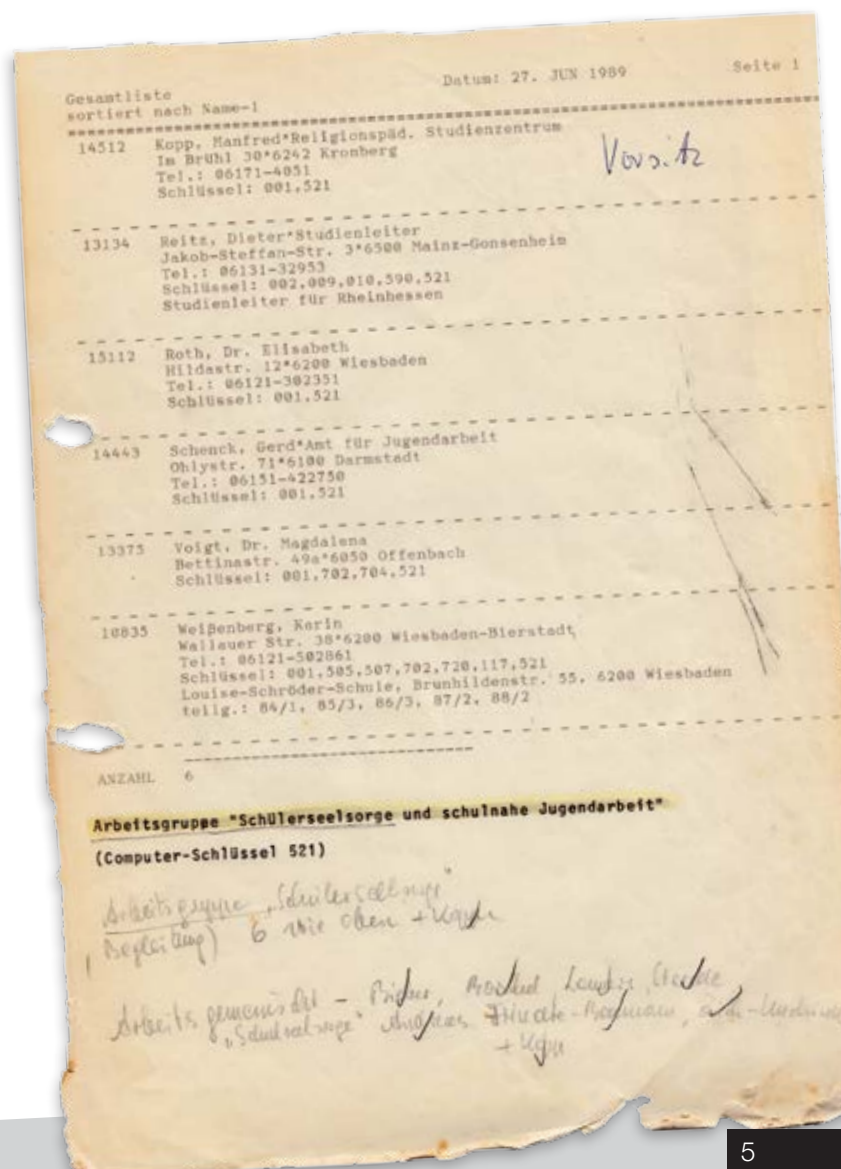 Gesamtliste Datum: 27. JUN 1989 Seite 1
sortiert nach Name-1
14512 Kopp, Manfred*Religionspäd. Studienzentrum
Im Brühl 30*6242 Kronberg
Tel.: 06171-4051
Schlüssel: 001,521
Vorsitz
13134 Reitz, Dieter*Studienleiter
Jakob-Steffan-Str. 3*6500 Mainz-Gonsenheim
Tel.: 06131-32953
Schlüssel: 002,009,010,590,521
Studienleiter für Rheinhessen
15112 Roth, Dr. Elisabeth
Hildastr. 12*6200 Wiesbaden
Tel.: 06121-302351
Schlüssel: 001,521
14443 Schenck, Gerd*Amt für Jugendarbeit
Ohlystr. 71*6100 Darmstadt
Tel.: 06151-422750
Schlüssel: 001,521
13375 Voigt, Dr. Magdalena
Bettinastr. 49a*6050 Offenbach
Schlüssel: 001,702,704,521
10835 Weißenberg, Karin
Wallauer Str. 38*6200 Wiesbaden-Bierstadt
Tel.: 06121-502861
Schlüssel: 001,505,507,702,720,117,521
Louise-Schröder-Schule, Brunhildenstr. 55, 6200 Wiesbaden
teilg.: 84/1, 85/3, 86/3, 87/2, 88/2
ANZAHL 6
Arbeitsgruppe "Schülerseelsorge und schulnahe Jugendarbeit"
(Computer-Schlüssel 521)
Arbeitsgruppe „Schülerseelsorge"
Begleitung) 6 wie oben + Kopp
Arbeitsgemeinschaft -
„Schulseelsorge"
+ Kopp
5